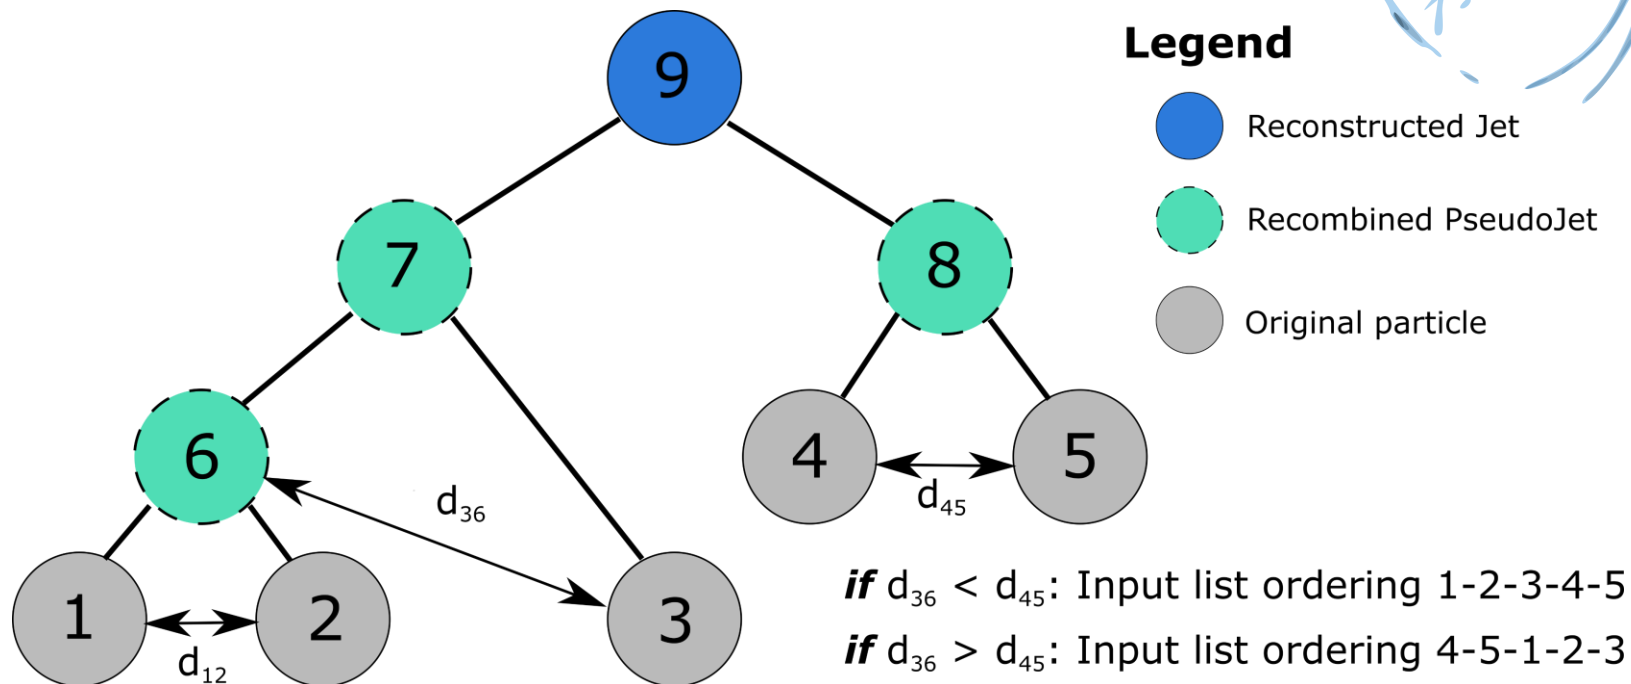 9
Legend
Reconstructed Jet
7
8
Recombined PseudoJet
Original particle
6
4
5
d₃₆
d₄₅
1
2
3
d₁₂
if d₃₆ < d₄₅: Input list ordering 1-2-3-4-5
if d₃₆ > d₄₅: Input list ordering 4-5-1-2-3